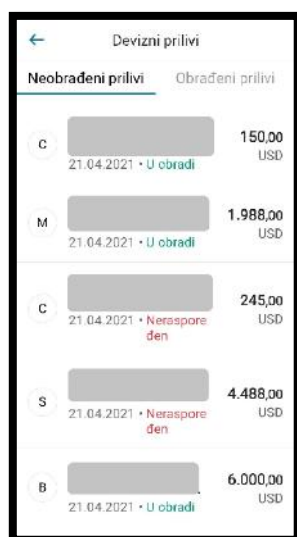 Devizni prilivi
Neobrađeni prilivi Obrađeni prilivi
C 150,00
21.04.2021 • U obradi USD
M 1.988,00
21.04.2021 • U obradi USD
C 245,00
21.04.2021 • Neraspore USD
đen
S 4.488,00
21.04.2021 • Neraspore USD
đen
B 6.000,00
21.04.2021 • U obradi USD